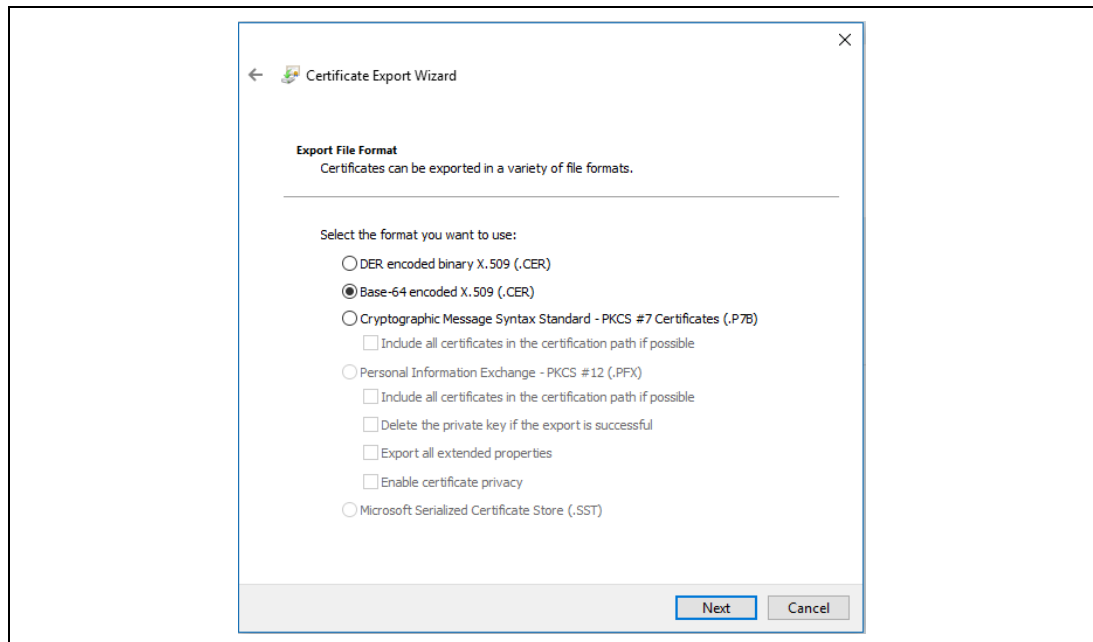 Certificate Export Wizard
Export File Format
Certificates can be exported in a variety of file formats.
Select the format you want to use:
DER encoded binary X.509 (.CER)
Base-64 encoded X.509 (.CER)
Cryptographic Message Syntax Standard - PKCS #7 Certificates (.P7B)
Include all certificates in the certification path if possible
Personal Information Exchange - PKCS #12 (.PFX)
Include all certificates in the certification path if possible
Delete the private key if the export is successful
Export all extended properties
Enable certificate privacy
Microsoft Serialized Certificate Store (.SST)
Next Cancel